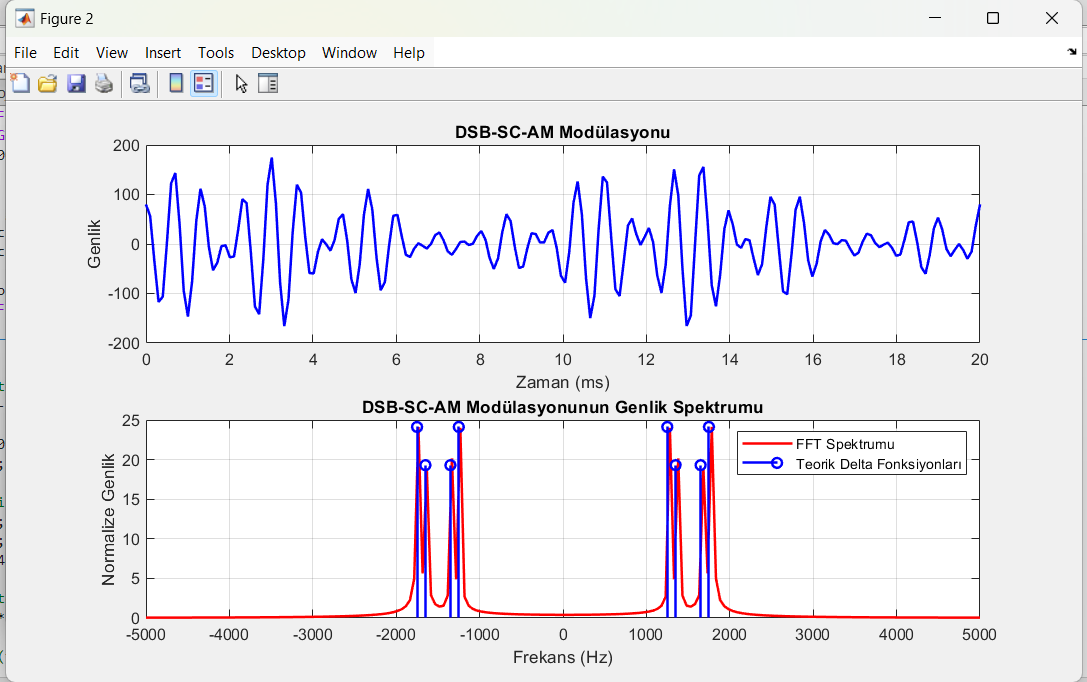 Figure 2
File Edit View Insert Tools Desktop Window Help
DSB-SC-AM Modülasyonu
200
100
0
-100
-200
Genlik
0 2 4 6 8 10 12 14 16 18 20
Zaman (ms)
DSB-SC-AM Modülasyonunun Genlik Spektrumu
25
20
15
10
5
0
Normalize Genlik
FFT Spektrumu
Teorik Delta Fonksiyonları
-5000 -4000 -3000 -2000 -1000 0 1000 2000 3000 4000 5000
Frekans (Hz)